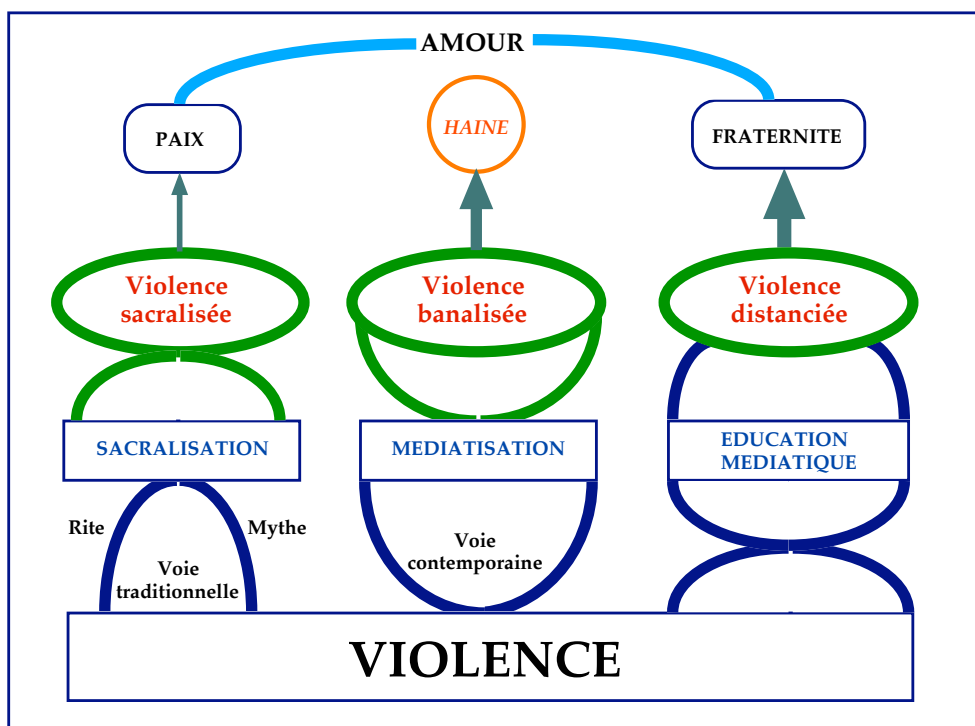 AMOUR
PAIX
HAINE
FRATERNITE
Violence
sacralisée
Violence
banalisée
Violence
distanciée
SACRALISATION
MEDIATISATION
EDUCATION
MEDIATIQUE
Rite
Mythe
Voie
traditionnelle
Voie
contemporaine
VIOLENCE